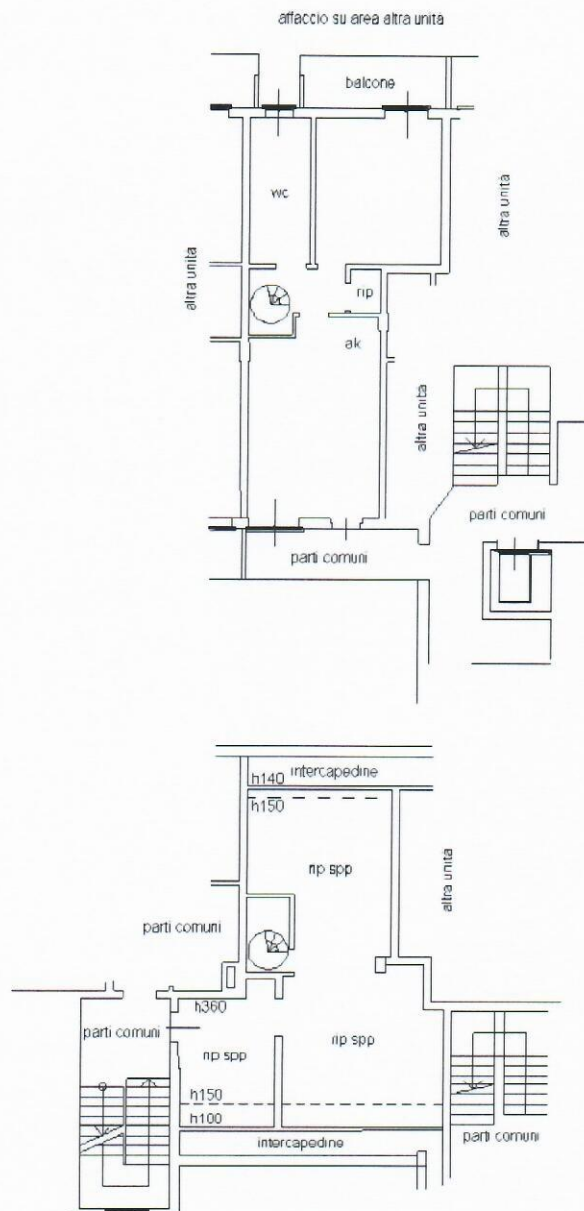 affaccio su area altra unità
balcone
wc
altra unità
altra unità
rip
ak
altra unità
parti comuni
parti comuni
intercapedine
h140
h150
rip spp
altra unità
parti comuni
h360
parti comuni
rip spp
rip spp
h150
h100
parti comuni
intercapedine